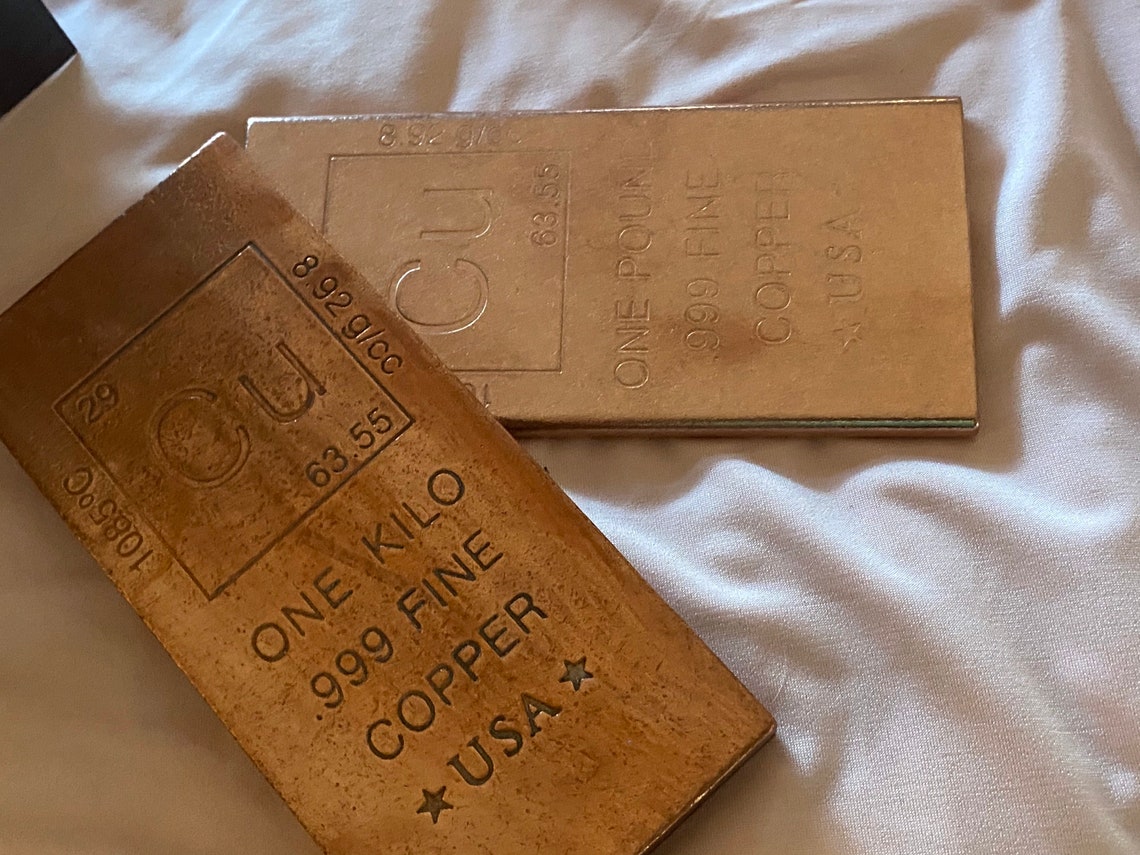 8.92 g/cc
29
Cu
63.55
1085°C
ONE KILO
.999 FINE
COPPER
★ USA ★
8.92 g/cc
Cu
63.55
ONE POUND
.999 FINE
COPPER
★ USA